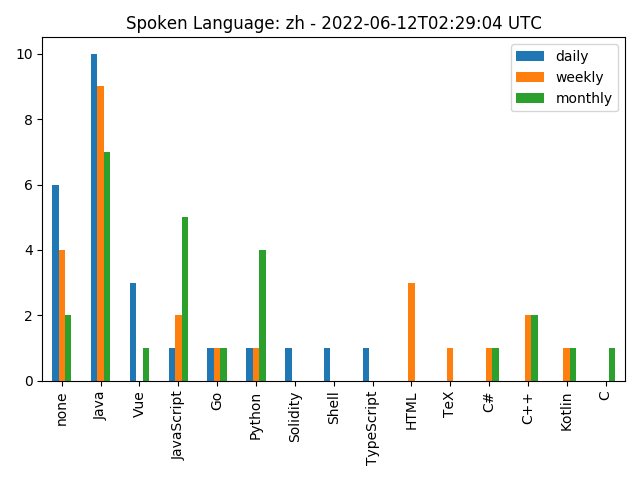 Spoken Language: zh - 2022-06-12T02:29:04 UTC
daily
weekly
monthly
10
8
6
4
2
0
none
Java
Vue
JavaScript
Go
Python
Solidity
Shell
TypeScript
HTML
TeX
C#
C++
Kotlin
C